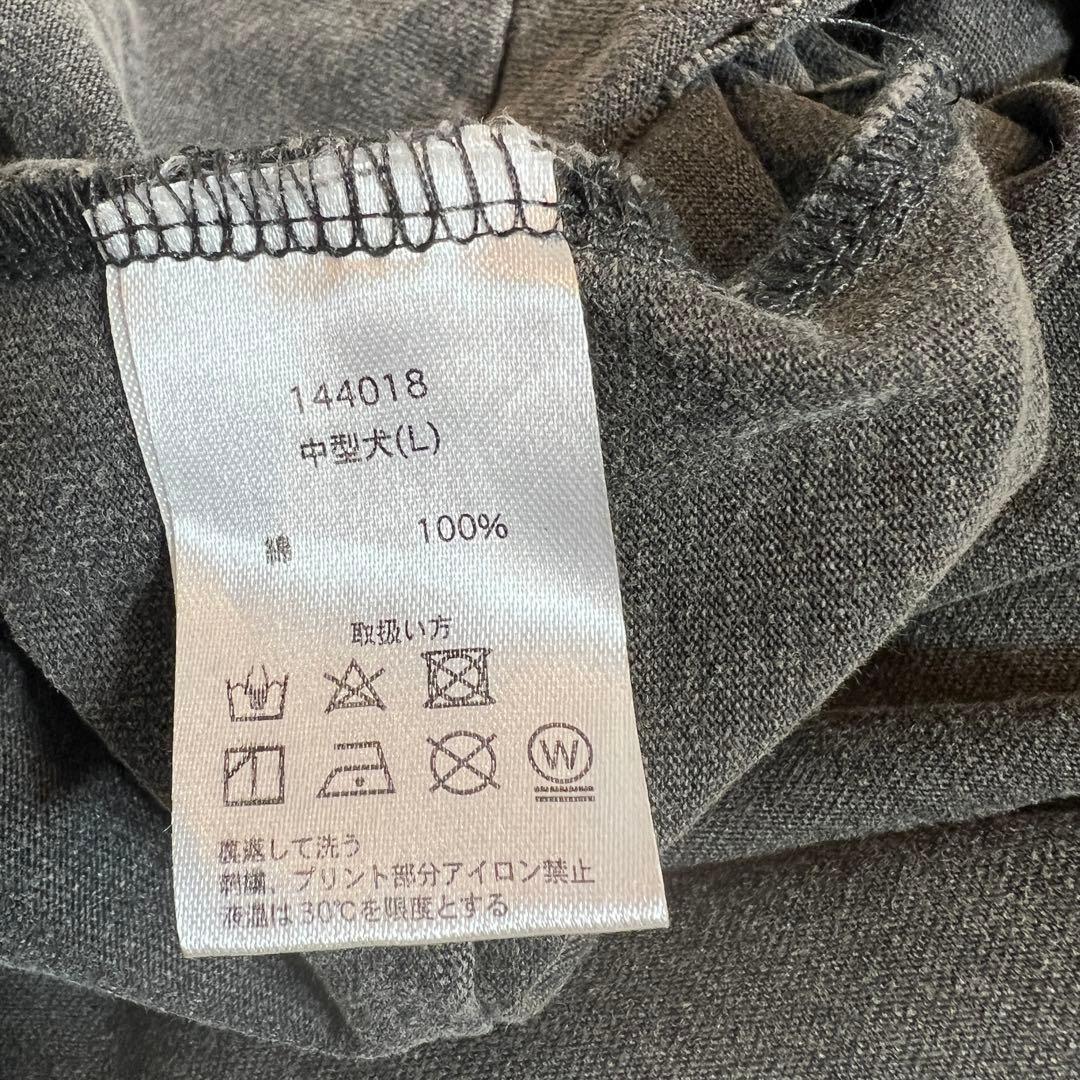 144018
中型犬(L)
綿 100%
取扱い方
W
裏返して洗う
刺繍、プリント部分アイロン禁止
液温は30℃を限度とする